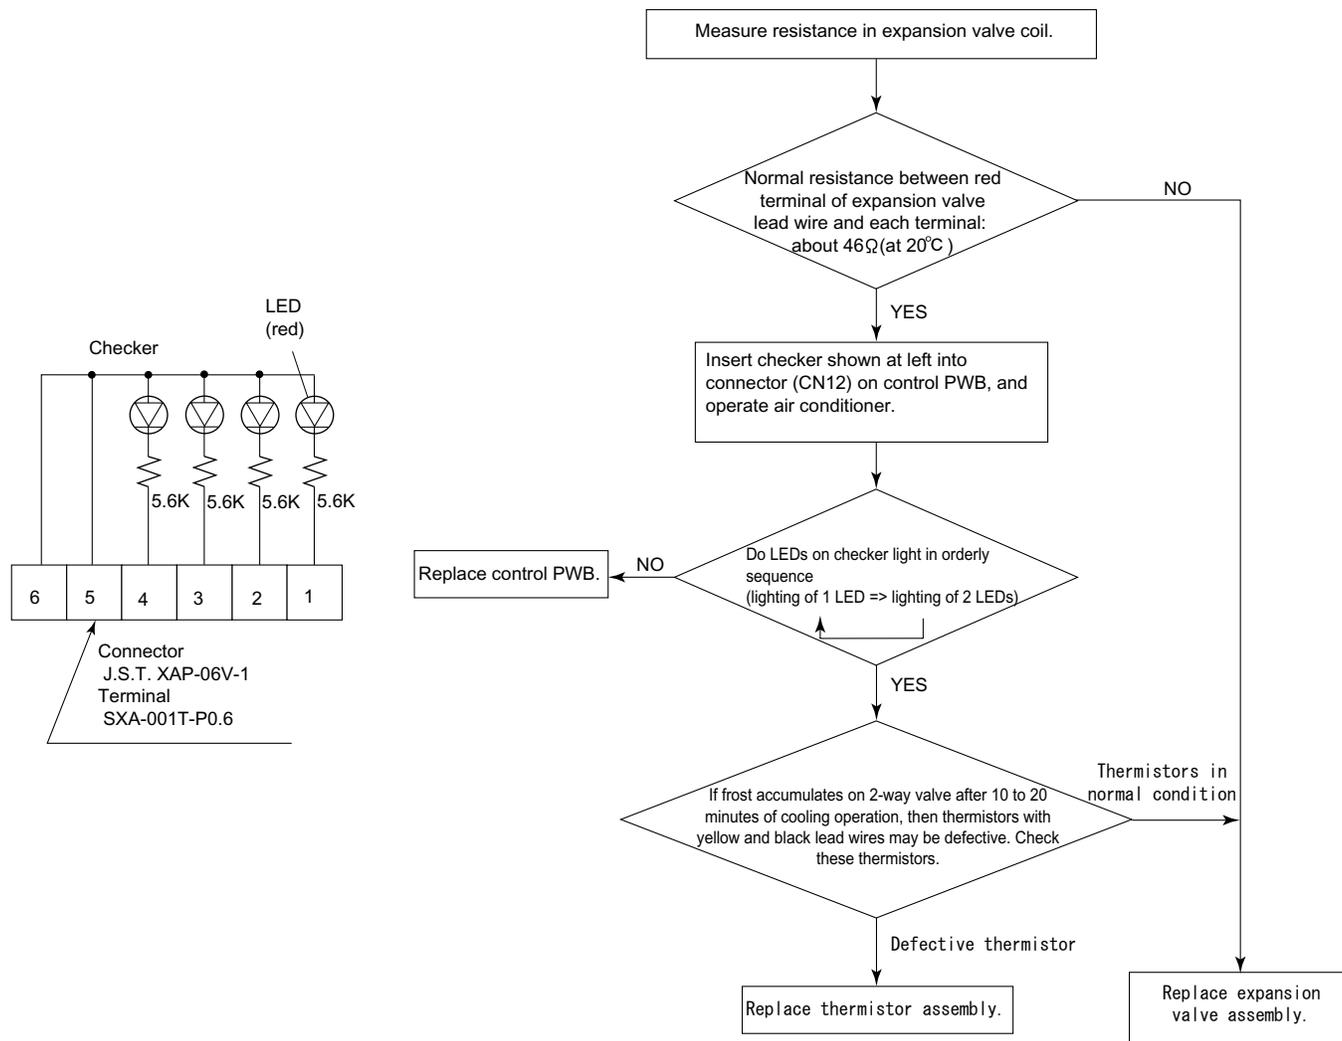 Measure resistance in expansion valve coil.
Normal resistance between red
terminal of expansion valve
lead wire and each terminal:
about 46Ω(at 20℃)
NO
YES
LED
(red)
Checker
5.6K
5.6K
5.6K
5.6K
6
5
4
3
2
1
Connector
J.S.T. XAP-06V-1
Terminal
SXA-001T-P0.6
Insert checker shown at left into
connector (CN12) on control PWB, and
operate air conditioner.
Do LEDs on checker light in orderly
sequence
(lighting of 1 LED => lighting of 2 LEDs)
NO
Replace control PWB.
YES
If frost accumulates on 2-way valve after 10 to 20
minutes of cooling operation, then thermistors with
yellow and black lead wires may be defective. Check
these thermistors.
Thermistors in
normal condition
Defective thermistor
Replace thermistor assembly.
Replace expansion
valve assembly.